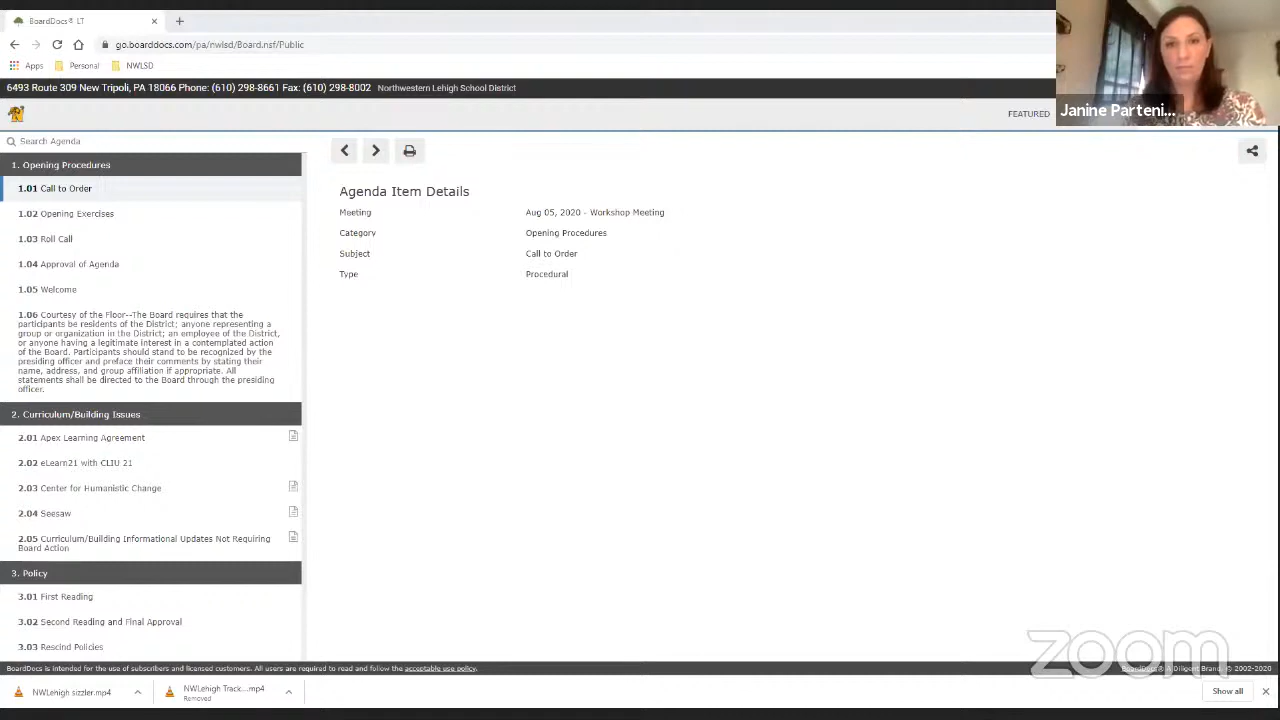 BoardDocs® LT
go.boarddocs.com/pa/nwlsd/Board.nsf/Public
Apps Personal NWLSD
6493 Route 309 New Tripoli, PA 18066 Phone: (610) 298-8661 Fax: (610) 298-8002 Northwestern Lehigh School District
FEATURED
Janine Parteni...
Search Agenda
1. Opening Procedures
1.01 Call to Order
1.02 Opening Exercises
1.03 Roll Call
1.04 Approval of Agenda
1.05 Welcome
1.06 Courtesy of the Floor--The Board requires that the
participants be residents of the District; anyone representing a
group or organization in the District; an employee of the District,
or anyone having a legitimate interest in a contemplated action
of the Board. Participants should stand to be recognized by the
presiding officer and preface their comments by stating their
name, address, and group affiliation if appropriate. All
statements shall be directed to the Board through the presiding
officer.
2. Curriculum/Building Issues
2.01 Apex Learning Agreement
2.02 eLearn21 with CLIU 21
2.03 Center for Humanistic Change
2.04 Seesaw
2.05 Curriculum/Building Informational Updates Not Requiring
Board Action
3. Policy
3.01 First Reading
3.02 Second Reading and Final Approval
3.03 Rescind Policies
Agenda Item Details
Meeting Aug 05, 2020 - Workshop Meeting
Category Opening Procedures
Subject Call to Order
Type Procedural
zoom
BoardDocs is intended for the use of subscribers and licensed customers. All users are required to read and follow the acceptable use policy.
BoardDocs® A Diligent Brand. © 2002-2020
NWLehigh sizzler.mp4
NWLehigh Track....mp4
Removed
Show all